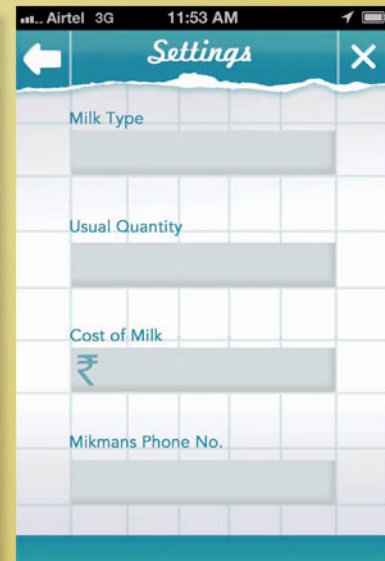 Airtel 3G 11:53 AM
Settings
Milk Type
Usual Quantity
Cost of Milk
₹
Mikmans Phone No.